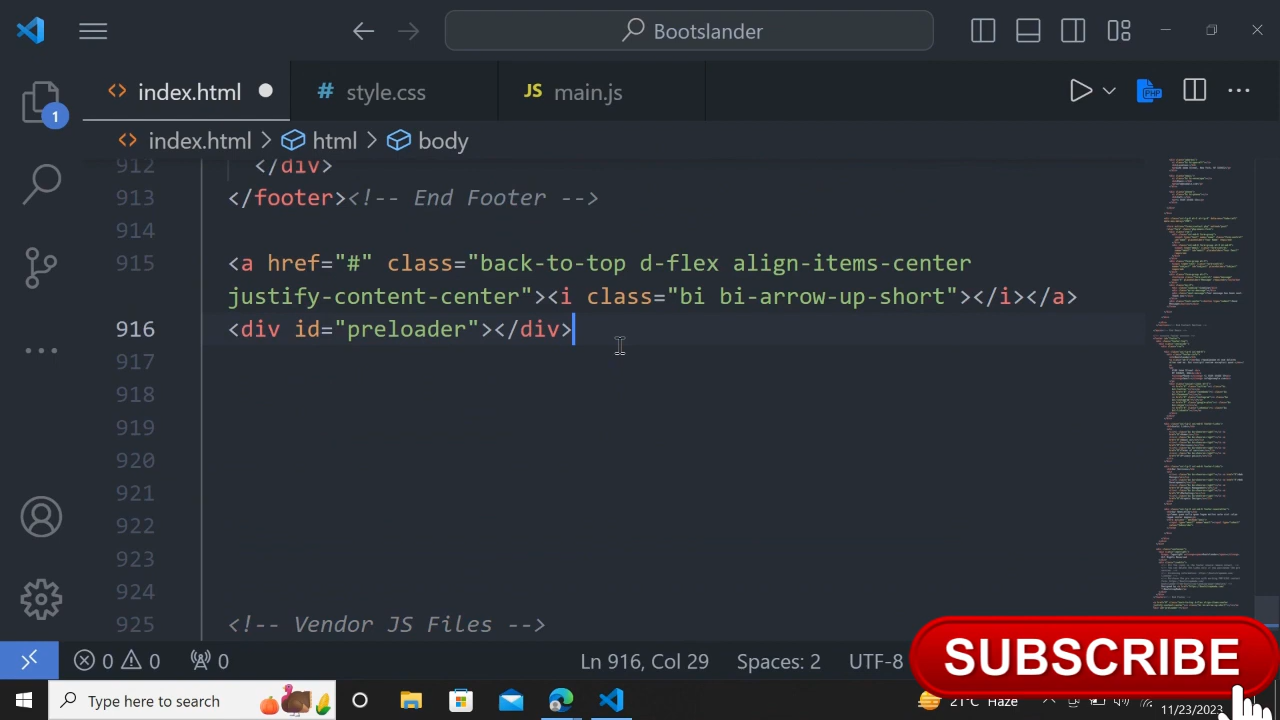 Bootslander
index.html
style.css
JS main.js
1
index.html > html > body
912 </div>
913 </footer><!-- End Footer -->
914
915 <a href="#" class="back-to-top d-flex align-items-center
justify-content-center"><i class="bi bi-arrow-up-short"></i></a>
916 <div id="preloader"></div>
917
918
919
920
921
922
923
924
925 <!-- Vendor JS Files -->
0 0 0
Ln 916, Col 29 Spaces: 2 UTF-8
SUBSCRIBE
Type here to search
21°C Haze
11/23/2023